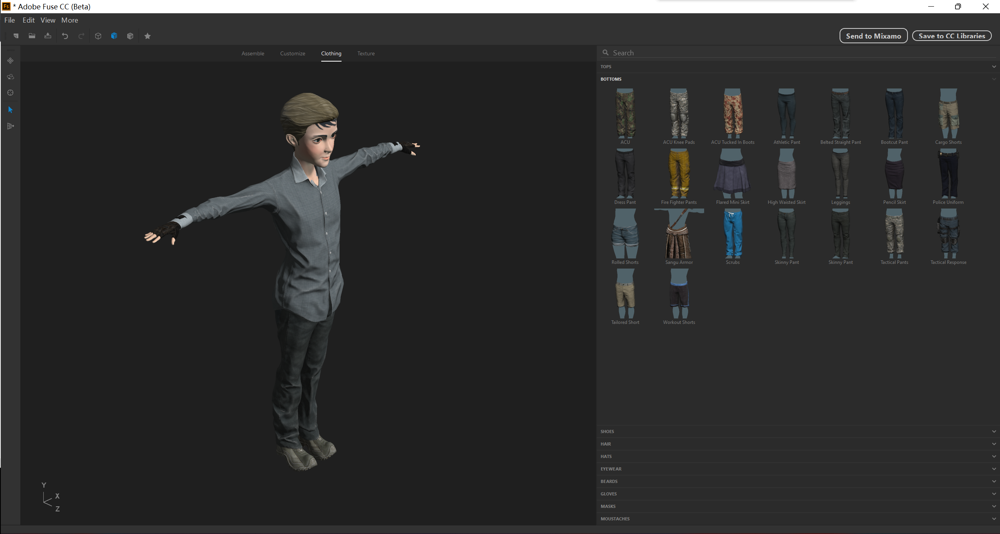 Fs * Adobe Fuse CC (Beta)
File Edit View More
Send to Mixamo Save to CC Libraries
Assemble Customize Clothing Texture
Search
TOPS
BOTTOMS
ACU ACU Knee Pads ACU Tucked In Boots Athletic Pant Belted Straight Pant Bootcut Pant Cargo Shorts
Dress Pant Fire Fighter Pants Flared Mini Skirt High Waisted Skirt Leggings Pencil Skirt Police Uniform
Rolled Shorts Sangu Armor Scrubs Skinny Pant Skinny Pant Tactical Pants Tactical Response
Tailored Short Workout Shorts
SHOES
HAIR
HATS
EYEWEAR
BEARDS
GLOVES
MASKS
MOUSTACHES
Y
X
Z